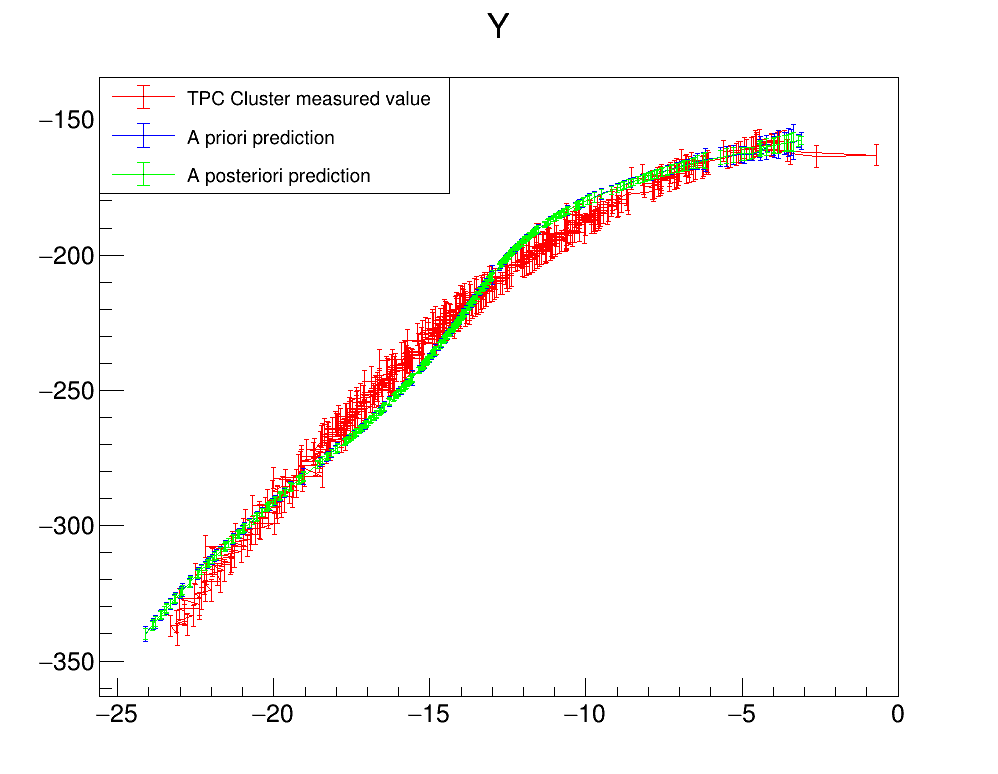 Y
TPC Cluster measured value
A priori prediction
A posteriori prediction
−150
−200
−250
−300
−350
−25 −20 −15 −10 −5 0